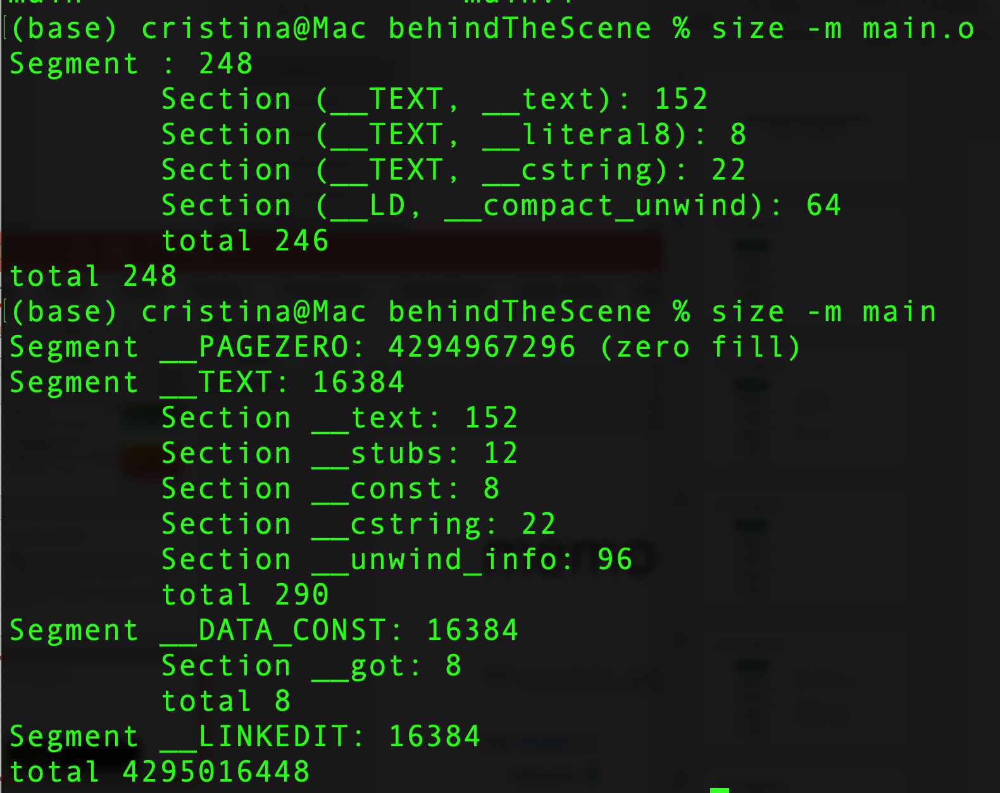 (base) cristina@Mac behindTheScene % size -m main.o
Segment : 248
Section (__TEXT, __text): 152
Section (__TEXT, __literal8): 8
Section (__TEXT, __cstring): 22
Section (__LD, __compact_unwind): 64
total 246
total 248
(base) cristina@Mac behindTheScene % size -m main
Segment __PAGEZERO: 4294967296 (zero fill)
Segment __TEXT: 16384
Section __text: 152
Section __stubs: 12
Section __const: 8
Section __cstring: 22
Section __unwind_info: 96
total 290
Segment __DATA_CONST: 16384
Section __got: 8
total 8
Segment __LINKEDIT: 16384
total 4295016448